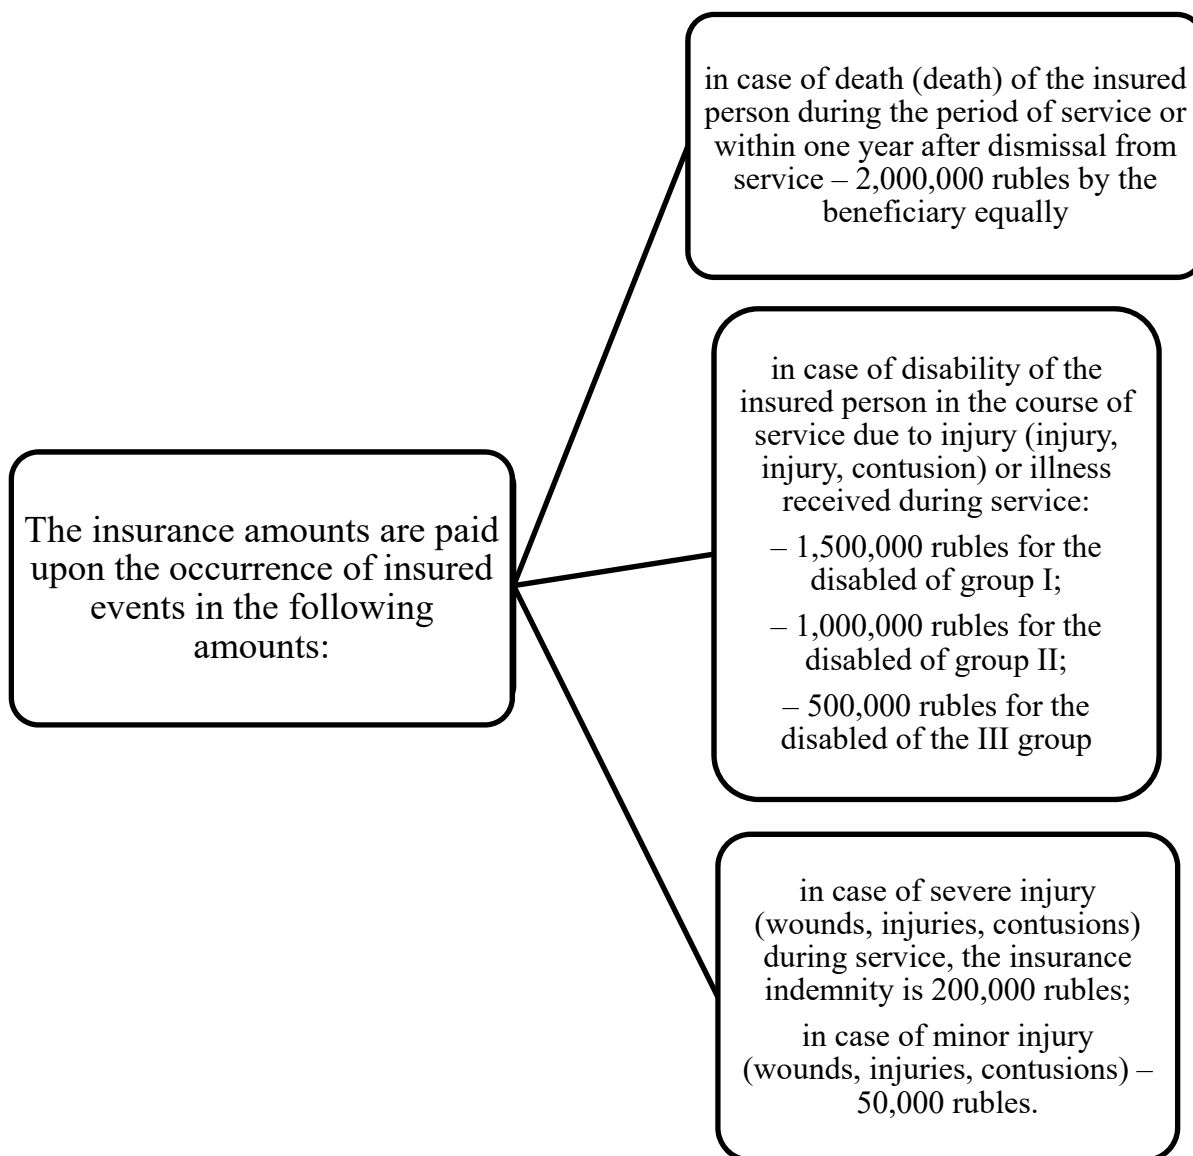 The insurance amounts are paid
upon the occurrence of insured
events in the following
amounts:
in case of death (death) of the insured
person during the period of service or
within one year after dismissal from
service – 2,000,000 rubles by the
beneficiary equally
in case of disability of the
insured person in the course of
service due to injury (injury,
injury, contusion) or illness
received during service:
– 1,500,000 rubles for the
disabled of group I;
– 1,000,000 rubles for the
disabled of group II;
– 500,000 rubles for the
disabled of the III group
in case of severe injury
(wounds, injuries, contusions)
during service, the insurance
indemnity is 200,000 rubles;
in case of minor injury
(wounds, injuries, contusions) –
50,000 rubles.